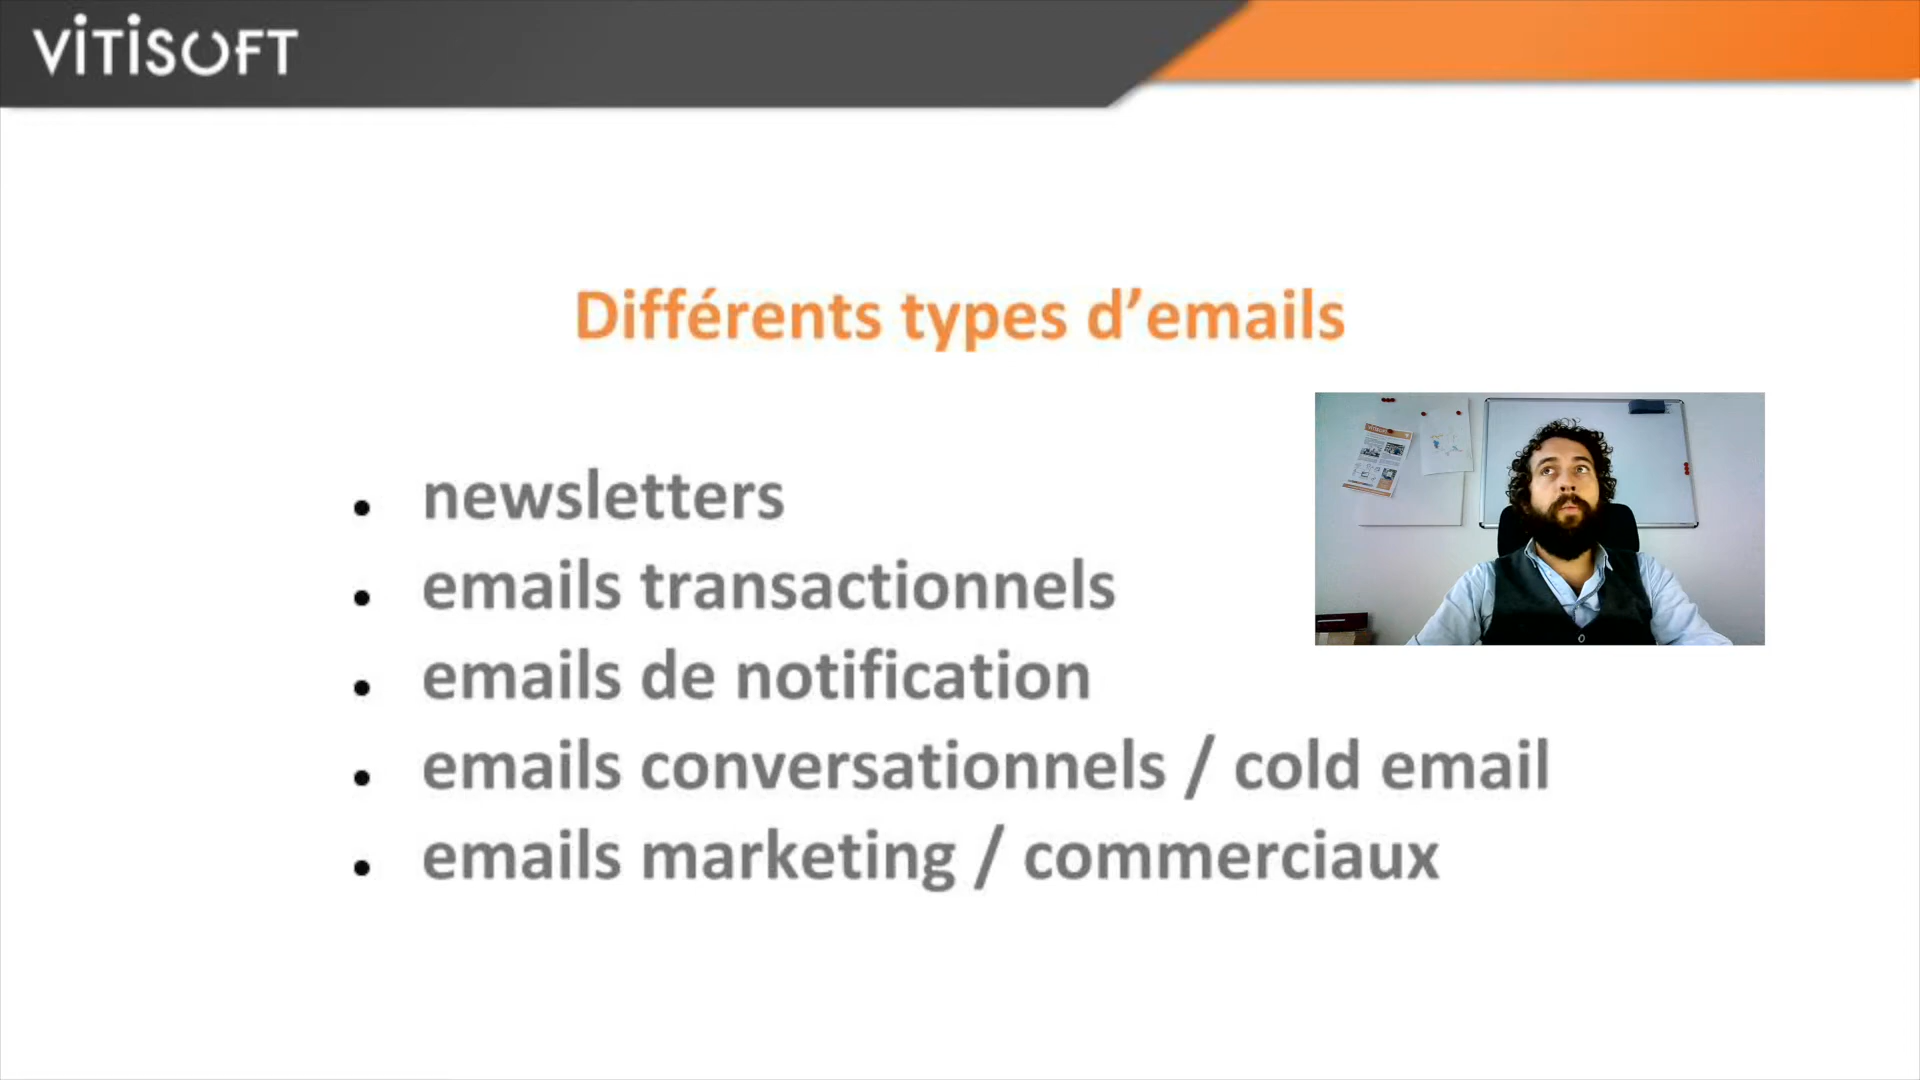 VITISOFT
Différents types d’emails
newsletters
emails transactionnels
emails de notification
emails conversationnels / cold email
emails marketing / commerciaux